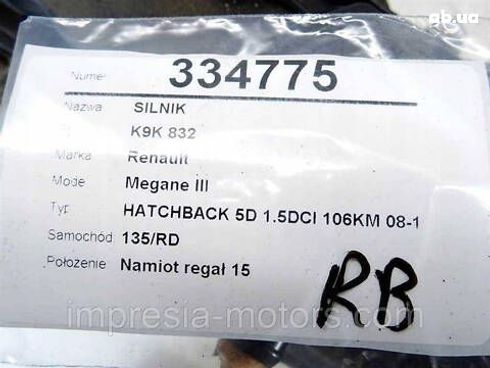 ab.ua
Numer 334775
Nazwa SILNIK
K9K 832
Marka Renault
Mode Megane III
Typ HATCHBACK 5D 1.5DCI 106KM 08-1
Samochód 135/RD
Położenie Namiot regał 15
RB
impresia-motors.com